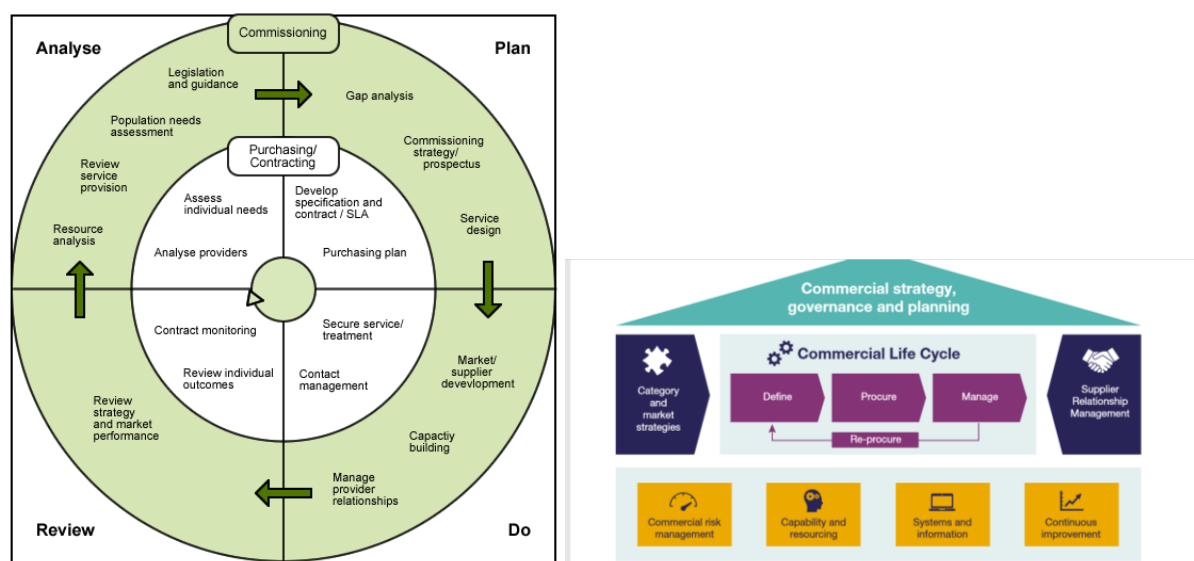 Analyse
Commissioning
Plan
Legislation
and guidance
Gap analysis
Population needs
assessment
Commissioning
strategy/
prospectus
Review
service
provision
Purchasing/
Contracting
Assess
individual needs
Develop
specification and
contract / SLA
Resource
analysis
Service
design
Analyse providers
Purchasing plan
Contract monitoring
Secure service/
treatment
Review individual
outcomes
Contact
management
Market/
supplier
devevlopment
Review
strategy
and market
performance
Capactiy
building
Manage
provider
relationships
Review
Do
Commercial strategy,
governance and planning
Category
and
market
strategies
Commercial Life Cycle
Define
Procure
Manage
Re-procure
Supplier
Relationship
Management
Commercial risk
management
Capability and
resourcing
Systems and
information
Continuous
improvement